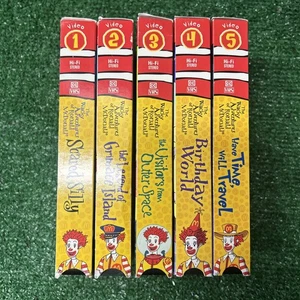 Video
1
Hi-Fi
STEREO
VHS
The Wacky Adventures of Ronald McDonald
Scared Silly
Video
2
Hi-Fi
STEREO
VHS
The Wacky Adventures of Ronald McDonald
The Legend of Grimace Island
Video
3
Hi-Fi
STEREO
VHS
The Wacky Adventures of Ronald McDonald
The Visitors from Outer Space
Video
4
Hi-Fi
STEREO
VHS
The Wacky Adventures of Ronald McDonald
Birthday World
Video
5
Hi-Fi
STEREO
VHS
The Wacky Adventures of Ronald McDonald
Have Time, Will Travel